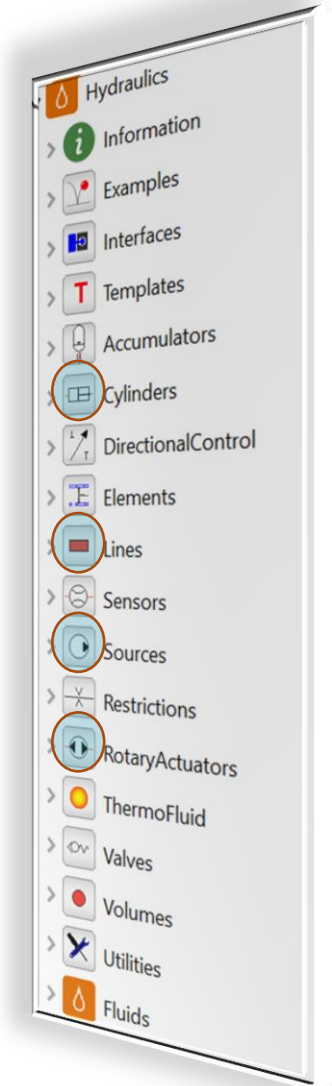 Hydraulics
Information
Examples
Interfaces
T Templates
Accumulators
Cylinders
DirectionalControl
Elements
Lines
Sensors
Sources
Restrictions
RotaryActuators
ThermoFluid
Valves
Volumes
Utilities
Fluids